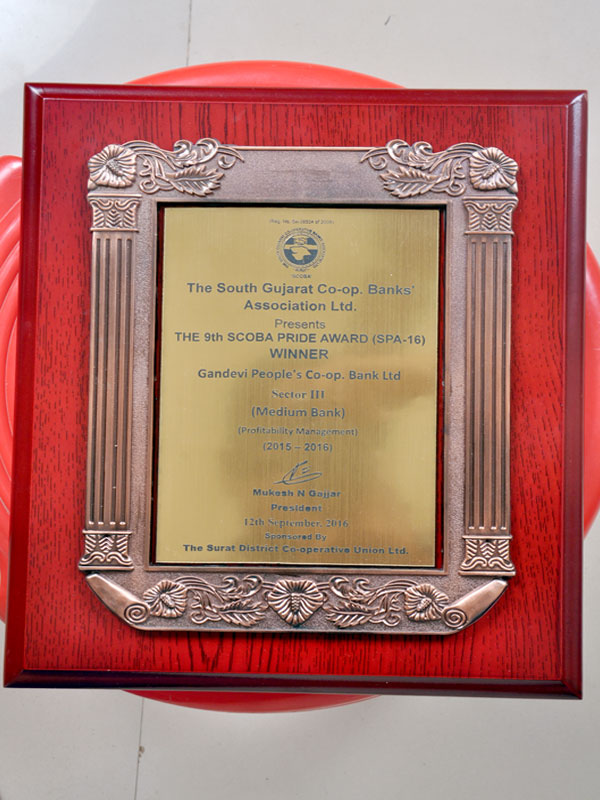 SCOBA
The South Gujarat Co-op. Banks'
Association Ltd.
Presents
THE 9th SCOBA PRIDE AWARD (SPA-16)
WINNER
Gandevi People's Co-op. Bank Ltd
Sector III
(Medium Bank)
(Profitability Management)
(2015 – 2016)
Mukesh N Gajjar
President
12th September, 2016
Sponsored By
The Surat District Co-operative Union Ltd.